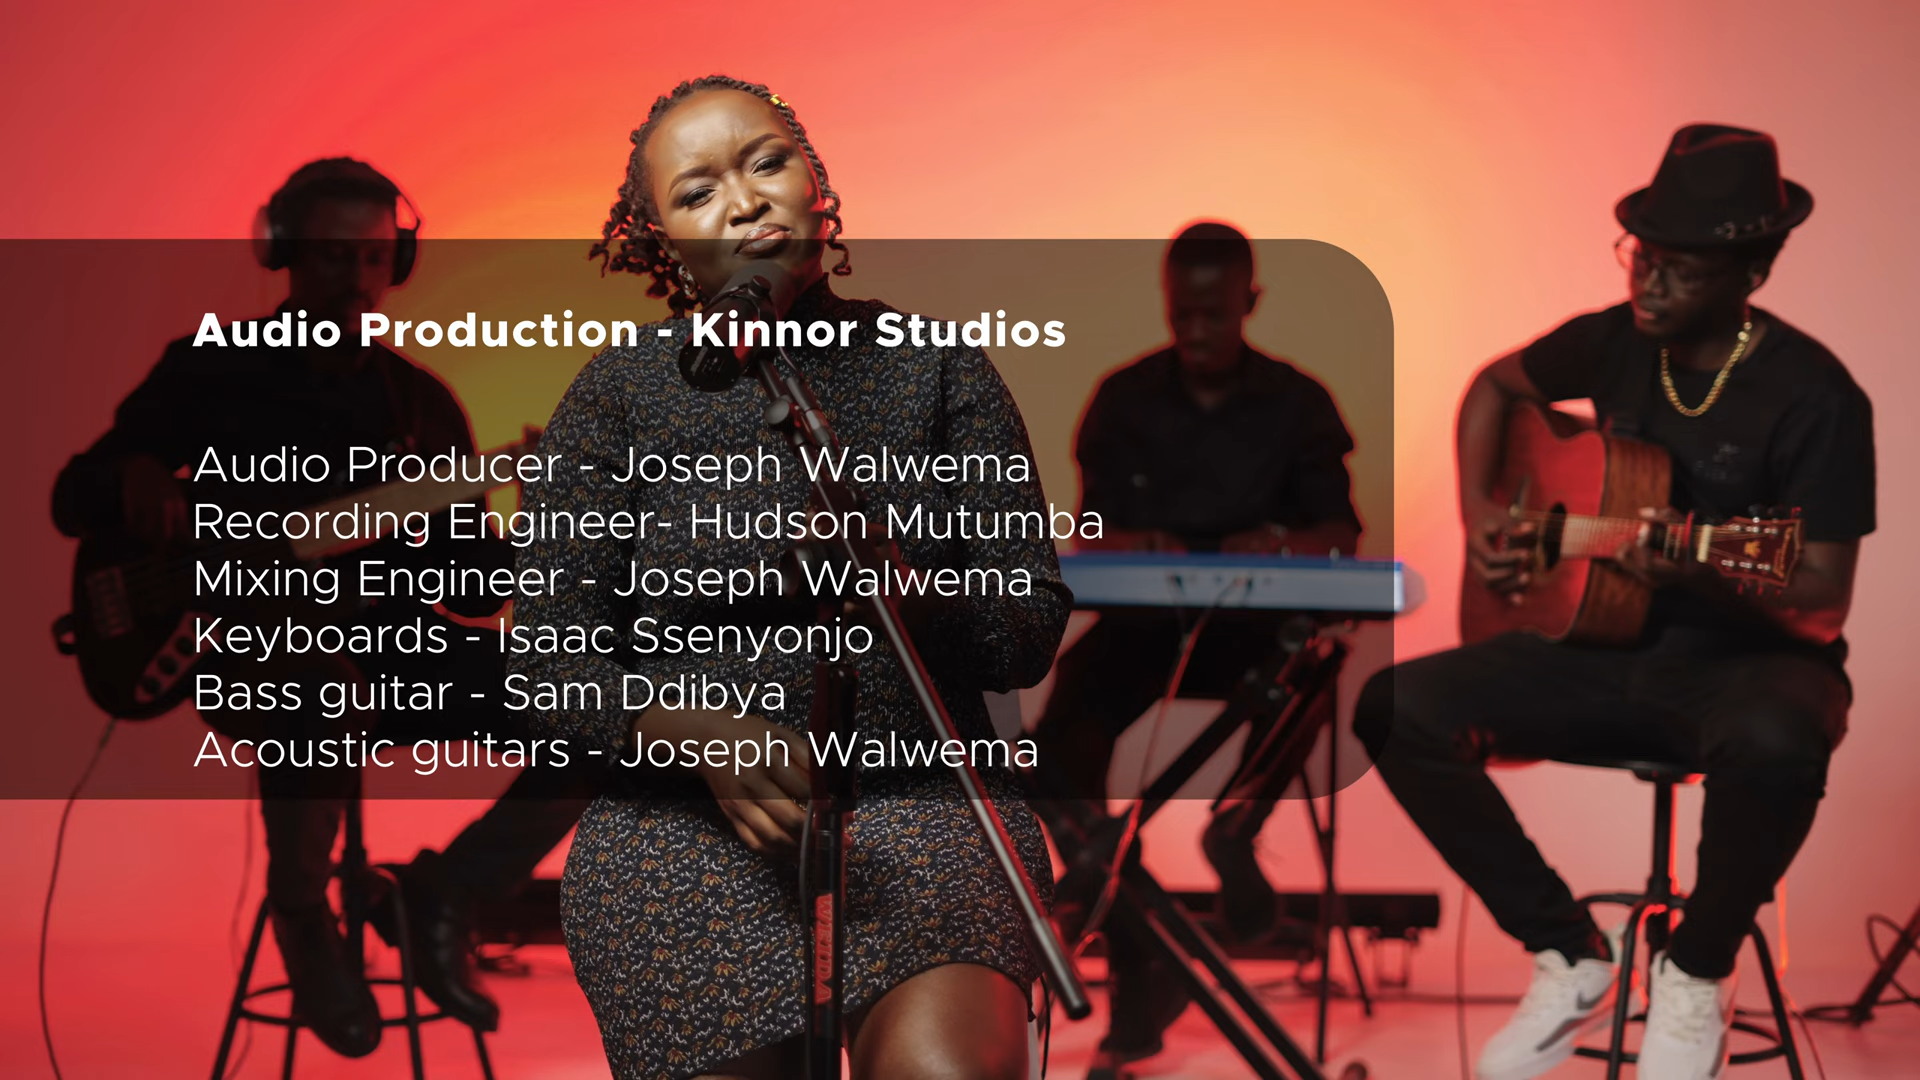 Audio Production - Kinnor Studios
Audio Producer - Joseph Walwema
Recording Engineer- Hudson Mutumba
Mixing Engineer - Joseph Walwema
Keyboards - Isaac Ssenyonjo
Bass guitar - Sam Ddibya
Acoustic guitars - Joseph Walwema